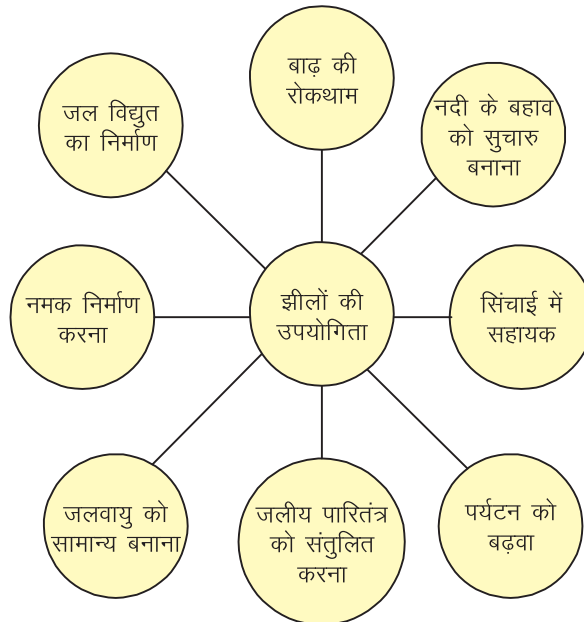 बाढ़ की
रोकथाम
जल विद्युत
का निर्माण
नदी के बहाव
को सुचारु
बनाना
नमक निर्माण
करना
झीलों की
उपयोगिता
सिंचाई में
सहायक
जलवायु को
सामान्य बनाना
जलीय पारितंत्र
को संतुलित
करना
पर्यटन को
बढ़वा